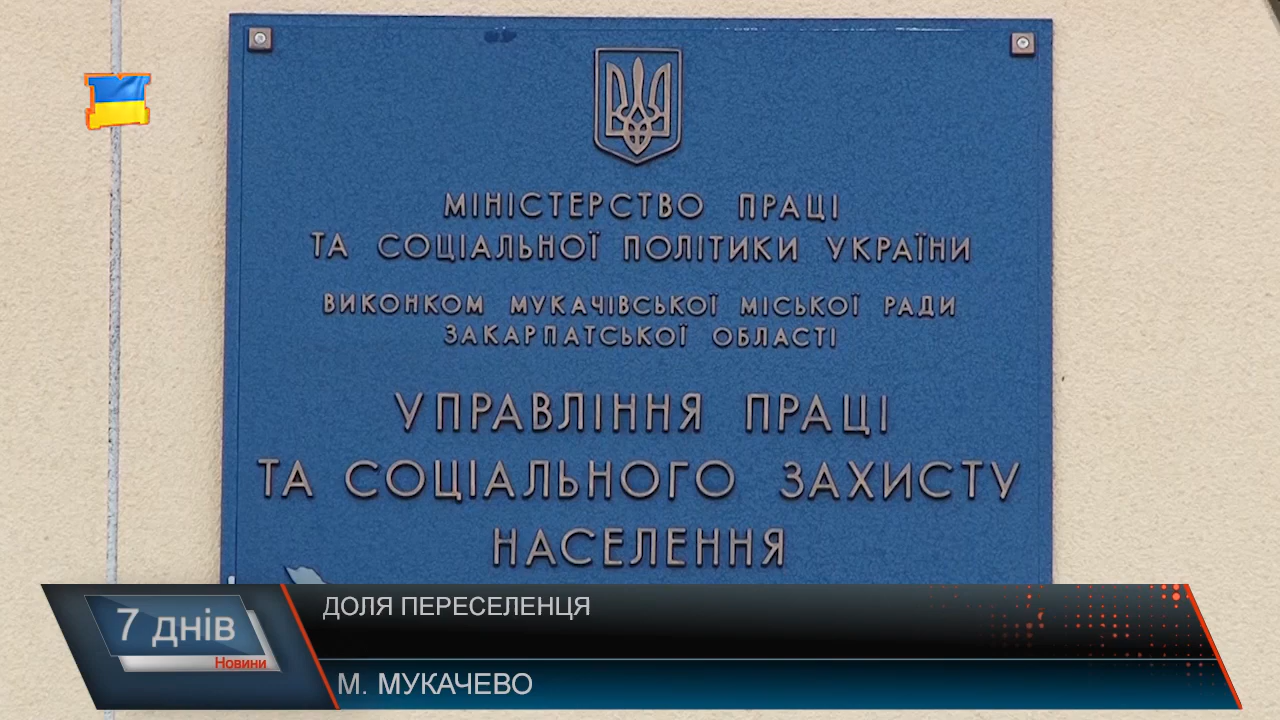 МІНІСТЕРСТВО ПРАЦІ
ТА СОЦІАЛЬНОЇ ПОЛІТИКИ УКРАЇНИ
ВИКОНКОМ МУКАЧІВСЬКОЇ МІСЬКОЇ РАДИ
ЗАКАРПАТСЬКОЇ ОБЛАСТІ
УПРАВЛІННЯ ПРАЦІ
ТА СОЦІАЛЬНОГО ЗАХИСТУ
НАСЕЛЕННЯ
7 днів
Новини
ДОЛЯ ПЕРЕСЕЛЕНЦЯ
М. МУКАЧЕВО